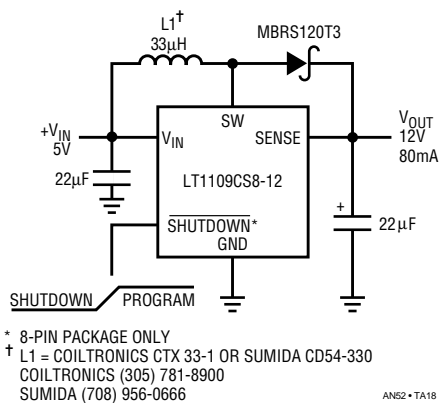 L1†
33μH
MBRS120T3
+VIN
5V
VIN
SW
SENSE
VOUT
12V
80mA
22μF
LT1109CS8-12
+
22μF
SHUTDOWN*
GND
SHUTDOWN
PROGRAM
* 8-PIN PACKAGE ONLY
† L1 = COILTRONICS CTX 33-1 OR SUMIDA CD54-330
COILTRONICS (305) 781-8900
SUMIDA (708) 956-0666
AN52 • TA18